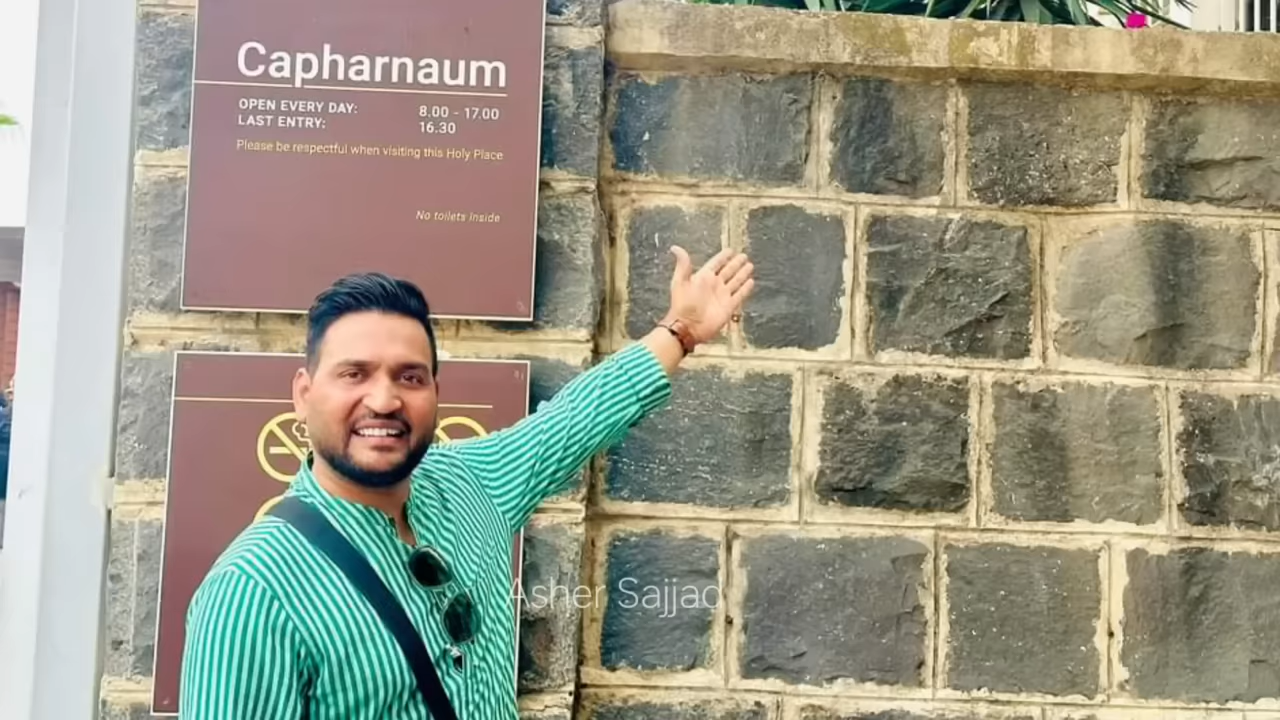 Capharnaum
OPEN EVERY DAY: 8.00 - 17.00
LAST ENTRY: 16.30
Please be respectful when visiting this Holy Place
No toilets inside
Asher Sajjad